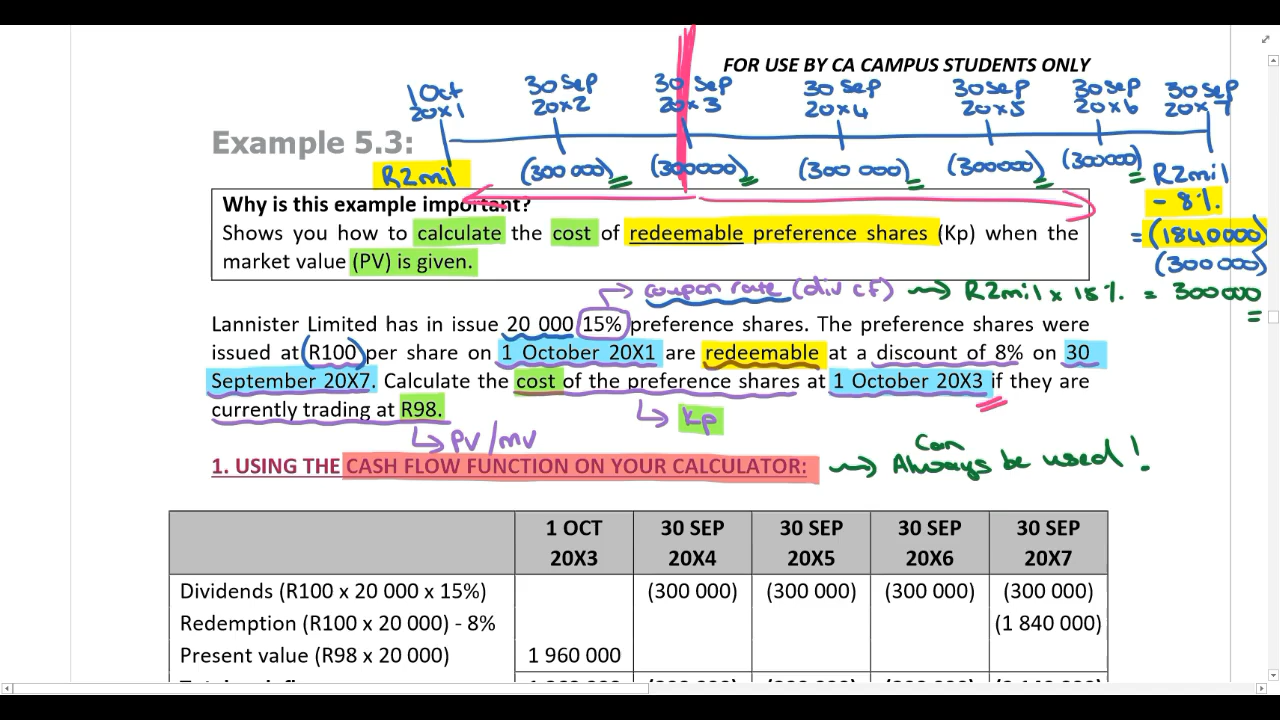 FOR USE BY CA CAMPUS STUDENTS ONLY
1 Oct 20x1
30 Sep 20x2
30 Sep 20x3
30 Sep 20x4
30 Sep 20x5
30 Sep 20x6
30 Sep 20x7
Example 5.3:
R2mil
(300 000)
(300000)
(300 000)
(300000)
(300000)
R2mil
- 8%
= (1840000)
(300000)
Why is this example important?
Shows you how to calculate the cost of redeemable preference shares (Kp) when the
market value (PV) is given.
coupon rate (div CF) → R2mil x 15% = 300000
Lannister Limited has in issue 20 000 15% preference shares. The preference shares were
issued at R100 per share on 1 October 20X1 are redeemable at a discount of 8% on 30
September 20X7. Calculate the cost of the preference shares at 1 October 20X3 if they are
currently trading at R98.
Kp
PV/mv
1. USING THE CASH FLOW FUNCTION ON YOUR CALCULATOR:
Can
Always be used!
1 OCT 30 SEP 30 SEP 30 SEP 30 SEP
20X3 20X4 20X5 20X6 20X7
Dividends (R100 x 20 000 x 15%) (300 000) (300 000) (300 000) (300 000)
Redemption (R100 x 20 000) - 8% (1 840 000)
Present value (R98 x 20 000) 1 960 000